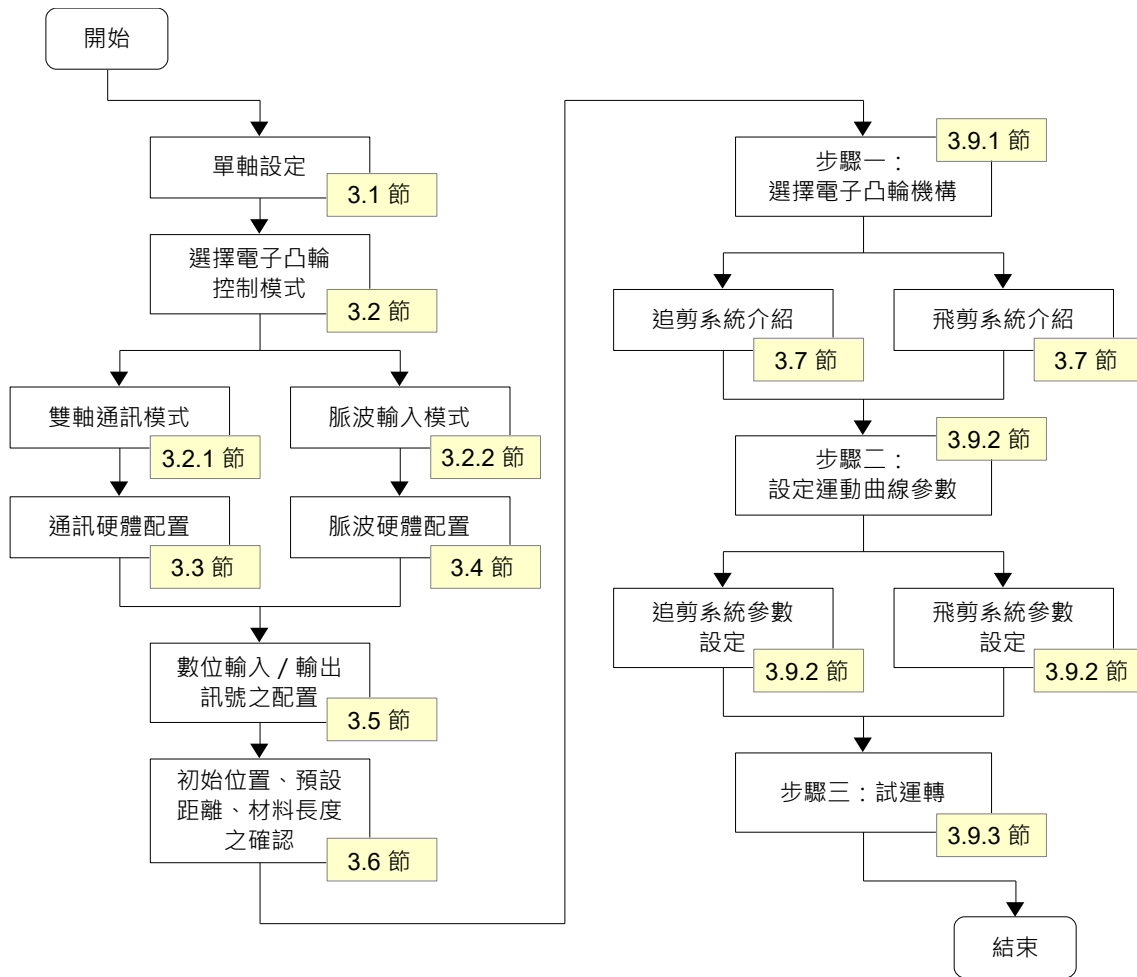 開始
單軸設定
3.1 節
選擇電子凸輪
控制模式
3.2 節
雙軸通訊模式
3.2.1 節
脈波輸入模式
3.2.2 節
通訊硬體配置
3.3 節
脈波硬體配置
3.4 節
數位輸入 / 輸出
訊號之配置
3.5 節
初始位置、預設
距離、材料長度
之確認
3.6 節
3.9.1 節
步驟一：
選擇電子凸輪機構
追剪系統介紹
3.7 節
飛剪系統介紹
3.7 節
3.9.2 節
步驟二：
設定運動曲線參數
追剪系統參數
設定
3.9.2 節
飛剪系統參數
設定
3.9.2 節
步驟三：試運轉
3.9.3 節
結束